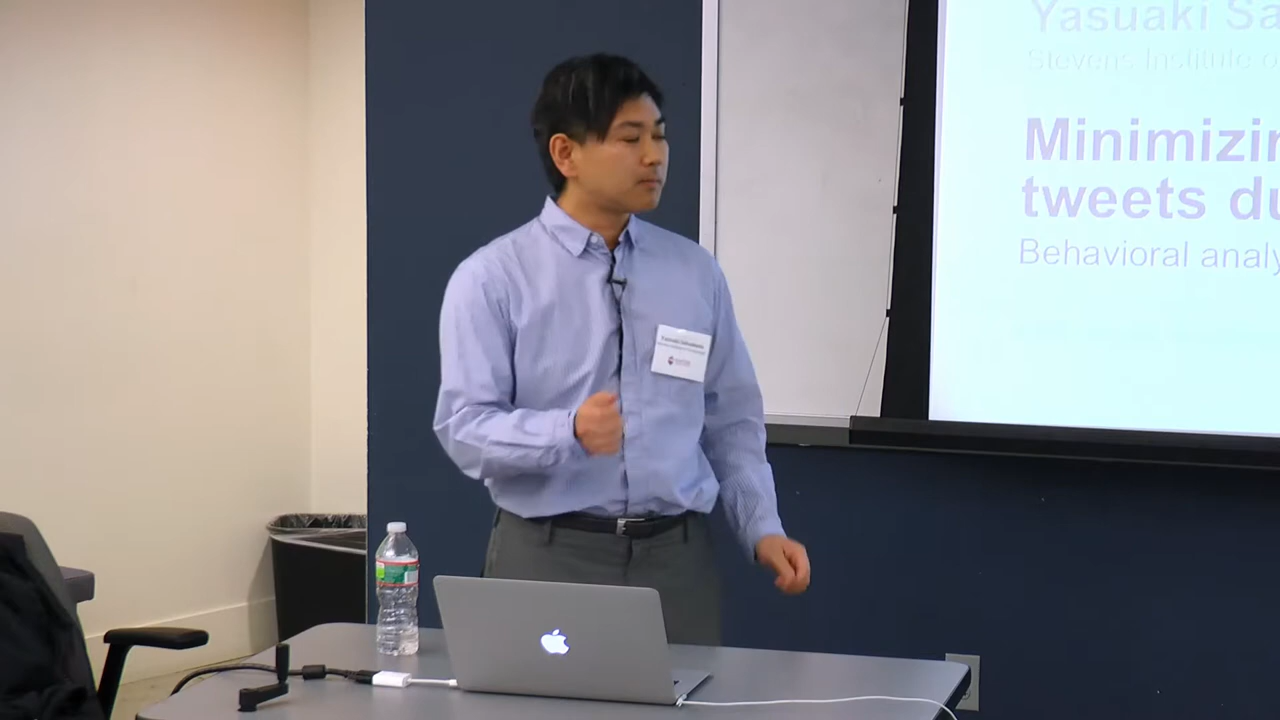 Yasuaki Sa
Stevens Institute o
Minimizin
tweets du
Behavioral analy